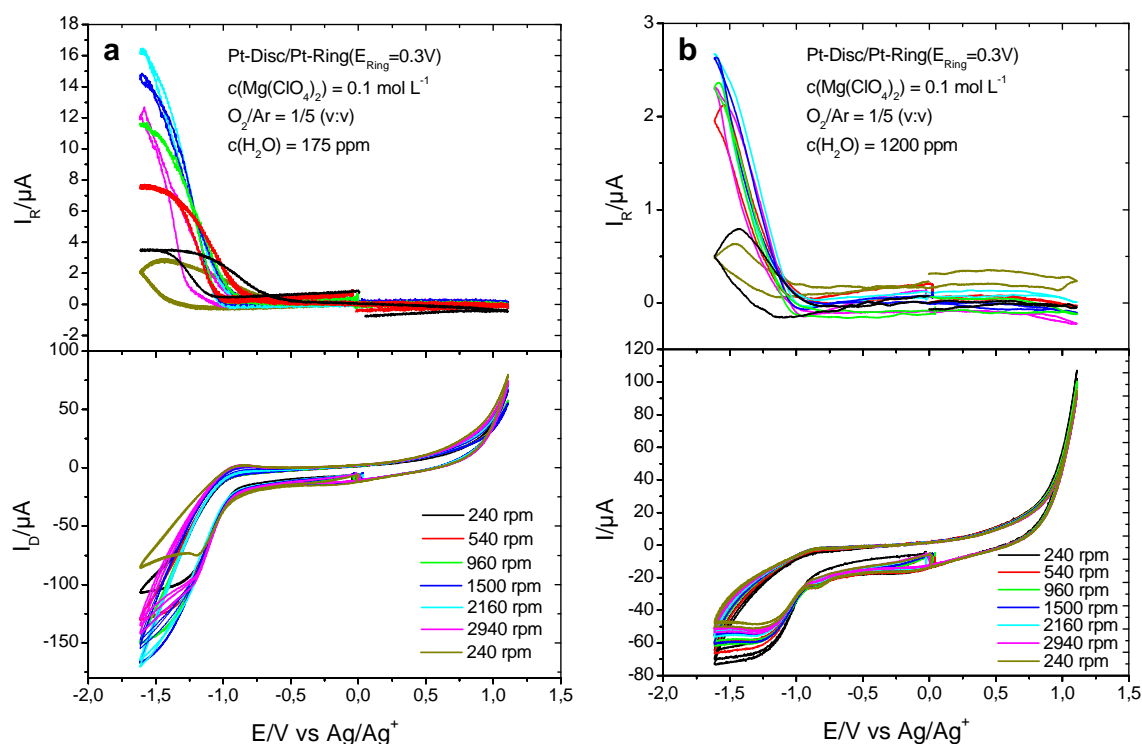 a
Pt-Disc/Pt-Ring(E_Ring=0.3V)
c(Mg(ClO₄)₂) = 0.1 mol L⁻¹
O₂/Ar = 1/5 (v:v)
c(H₂O) = 175 ppm
18
16
14
12
10
8
6
4
2
0
-2
I_R/µA
100
50
0
-50
-100
-150
I_D/µA
240 rpm
540 rpm
960 rpm
1500 rpm
2160 rpm
2940 rpm
240 rpm
-2,0 -1,5 -1,0 -0,5 0,0 0,5 1,0 1,5
E/V vs Ag/Ag⁺
b
Pt-Disc/Pt-Ring(E_Ring=0.3V)
c(Mg(ClO₄)₂) = 0.1 mol L⁻¹
O₂/Ar = 1/5 (v:v)
c(H₂O) = 1200 ppm
3
2
1
0
I_R/µA
120
100
80
60
40
20
0
-20
-40
-60
-80
I/µA
240 rpm
540 rpm
960 rpm
1500 rpm
2160 rpm
2940 rpm
240 rpm
-2,0 -1,5 -1,0 -0,5 0,0 0,5 1,0 1,5
E/V vs Ag/Ag⁺